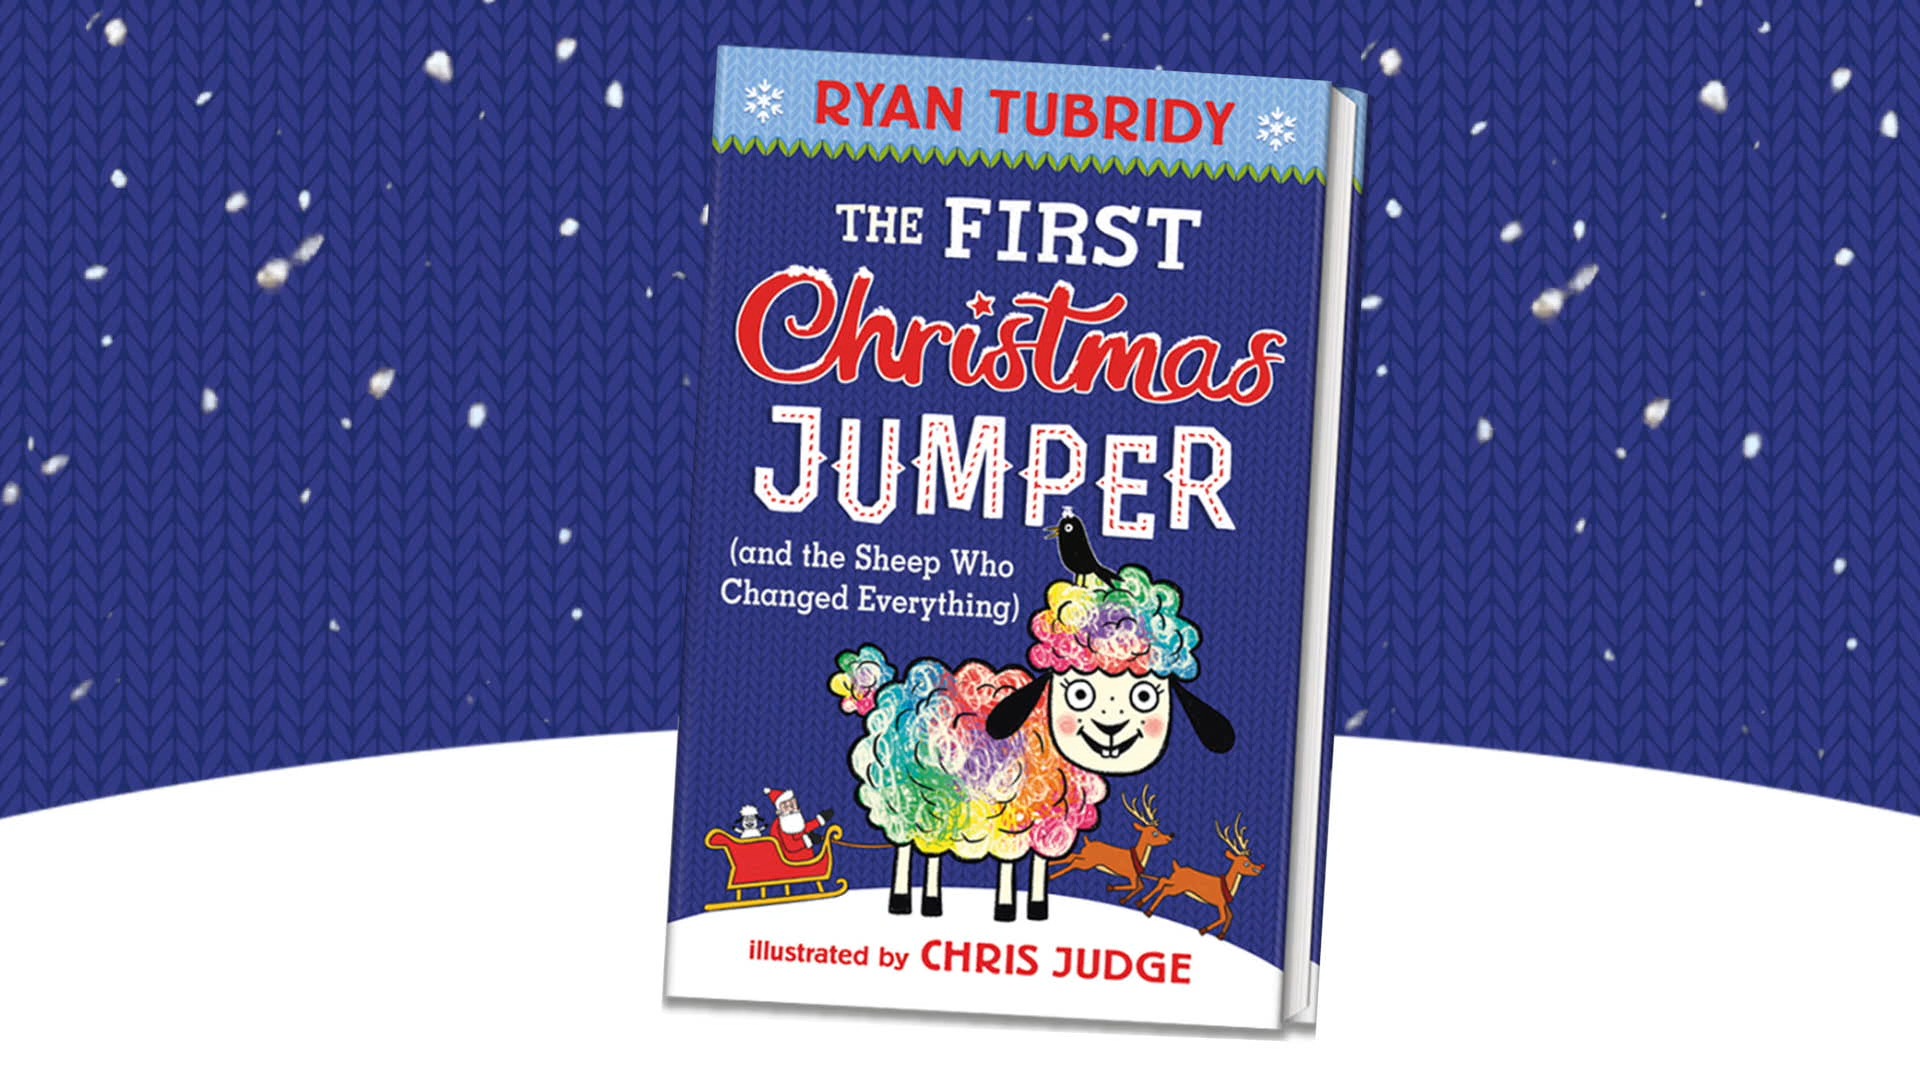 RYAN TUBRIDY
THE FIRST
Christmas
JUMPER
(and the Sheep Who
Changed Everything)
illustrated by CHRIS JUDGE